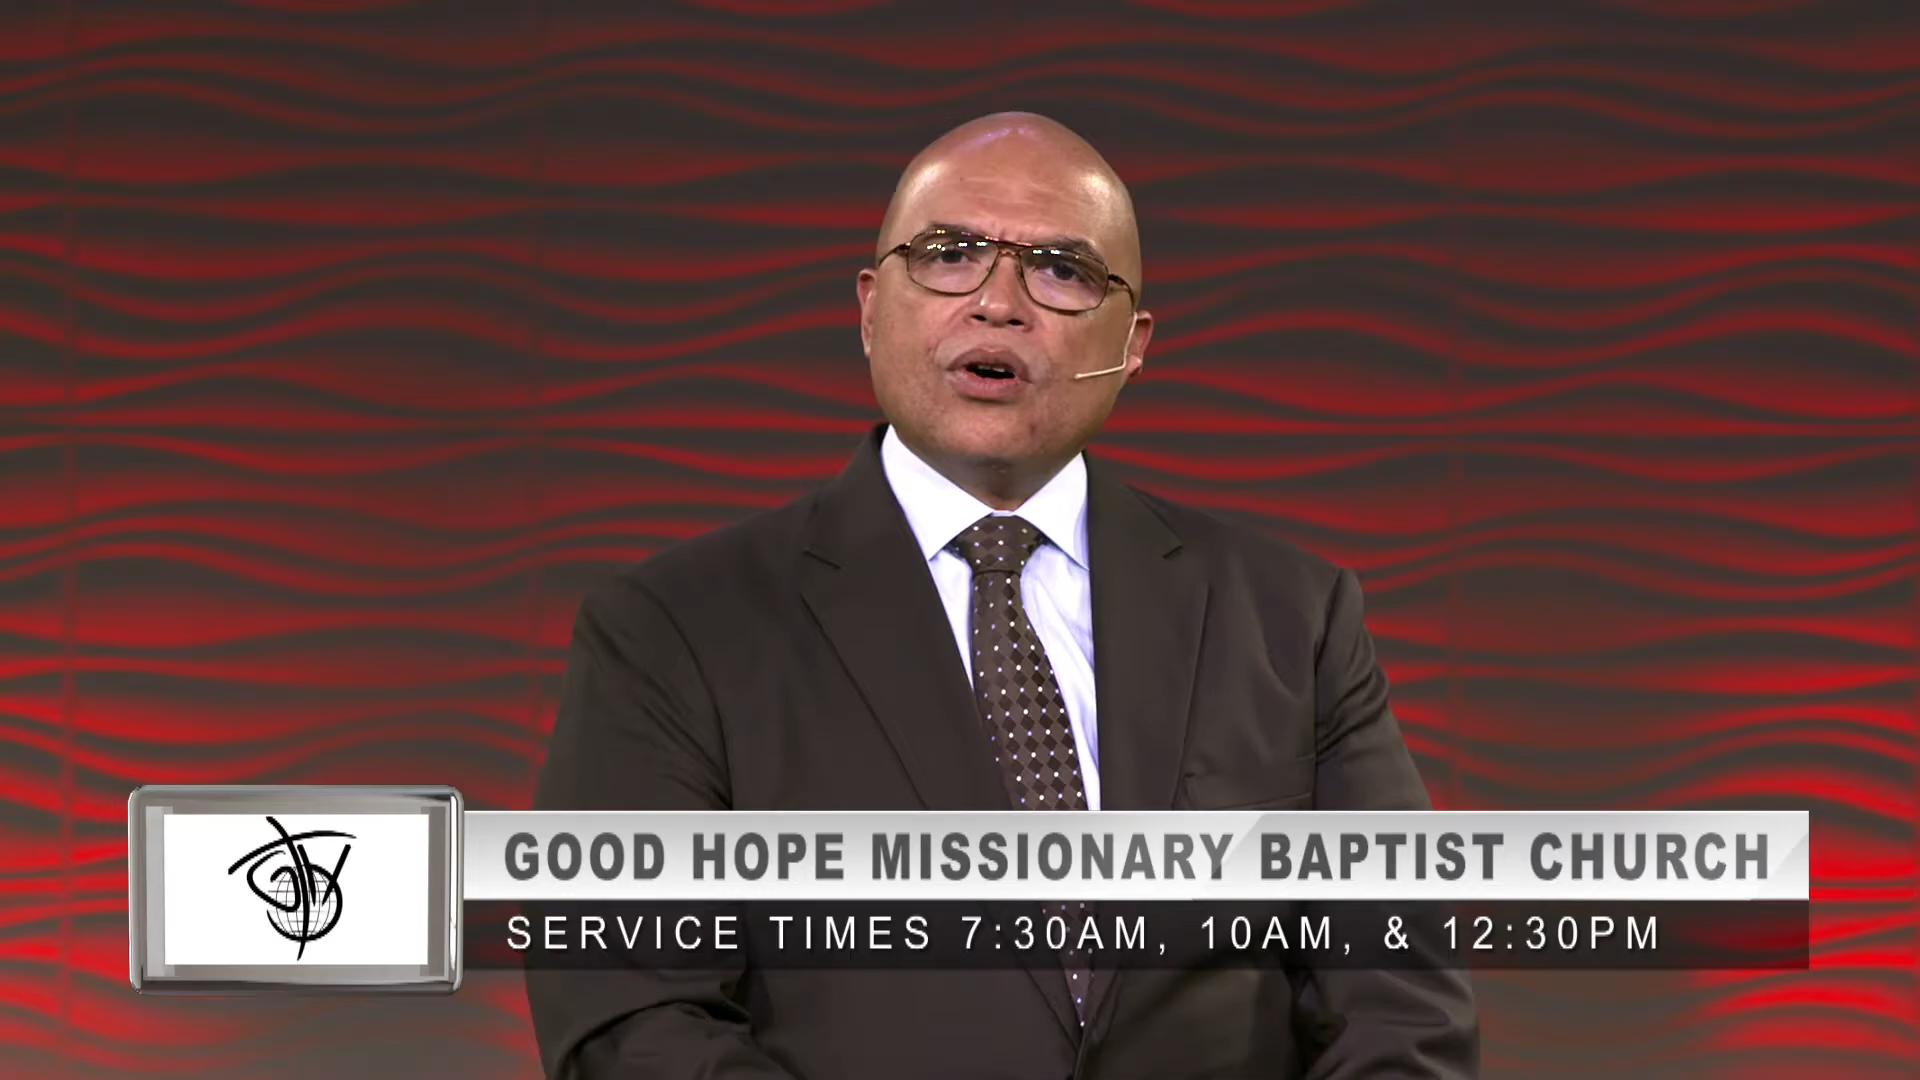 GOOD HOPE MISSIONARY BAPTIST CHURCH
SERVICE TIMES 7:30AM, 10AM, & 12:30PM